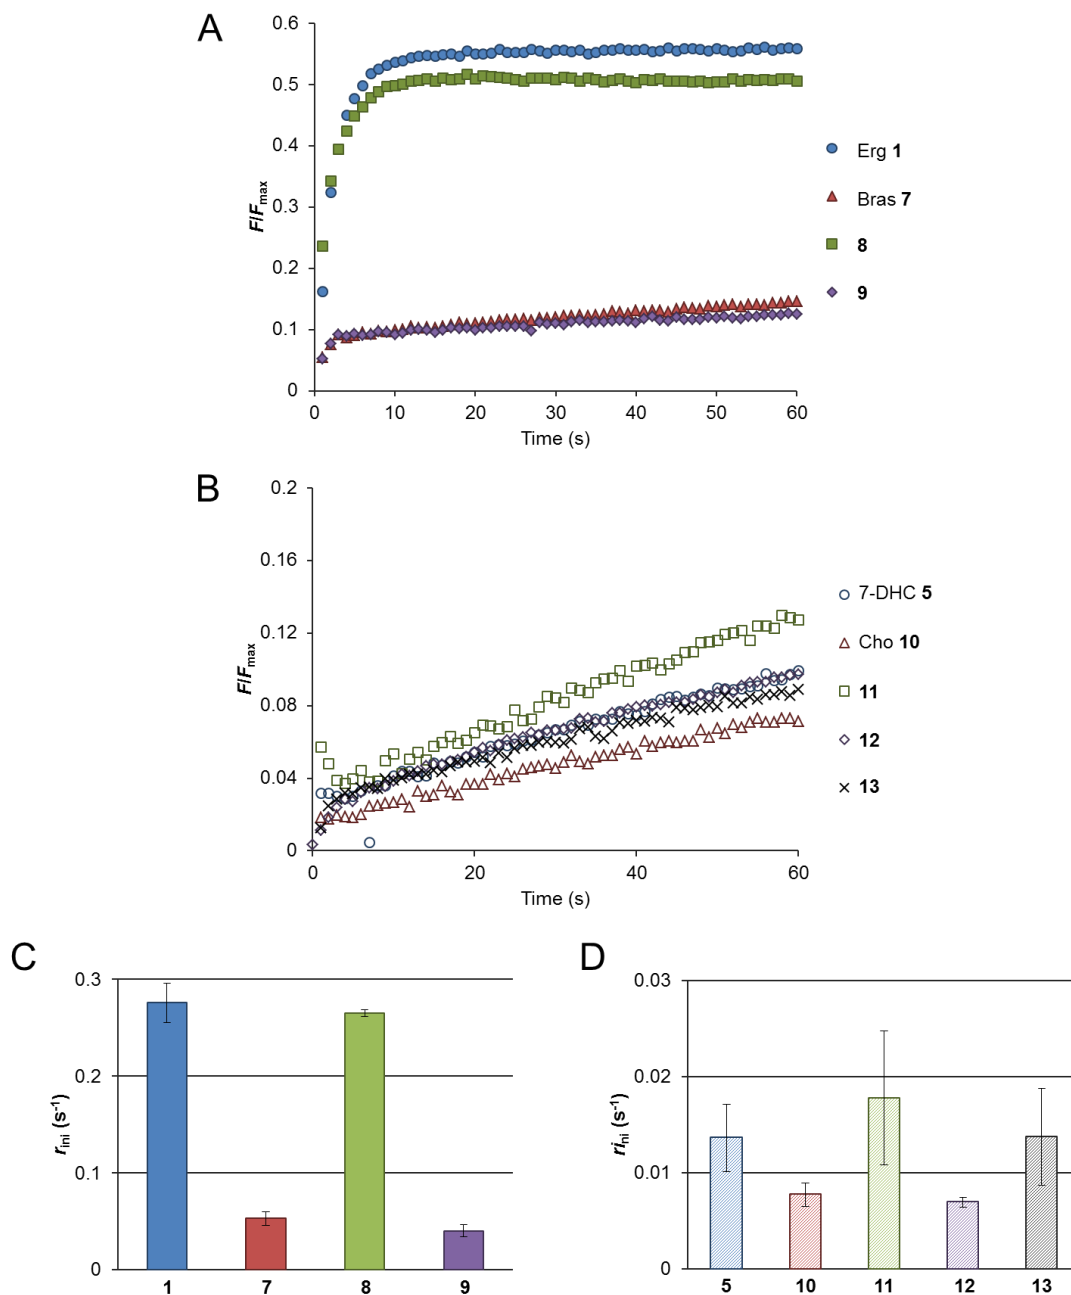 A
0.6
0.5
0.4
0.3
0.2
0.1
0
F/Fmax
0 10 20 30 40 50 60
Time (s)
Erg 1
Bras 7
8
9
B
0.2
0.16
0.12
0.08
0.04
0
F/Fmax
0 20 40 60
Time (s)
7-DHC 5
Cho 10
11
12
13
C
0.3
0.2
0.1
0
rini (s-1)
1 7 8 9
D
0.03
0.02
0.01
0
rini (s-1)
5 10 11 12 13